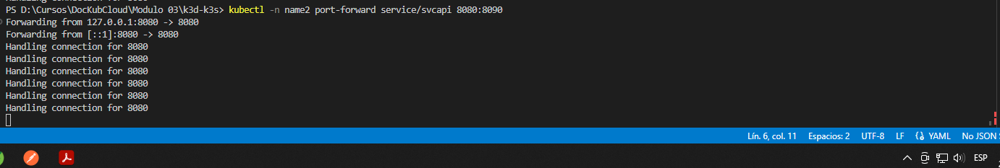 PS D:\Cursos\DocKubCloud\Modulo 03\k3d-k3s> kubectl -n name2 port-forward service/svcapi 8080:8090
Forwarding from 127.0.0.1:8080 -> 8080
Forwarding from [::1]:8080 -> 8080
Handling connection for 8080
Handling connection for 8080
Handling connection for 8080
Handling connection for 8080
Handling connection for 8080
Handling connection for 8080
Lín. 6, col. 11 Espacios: 2 UTF-8 LF YAML No JSON
ESP